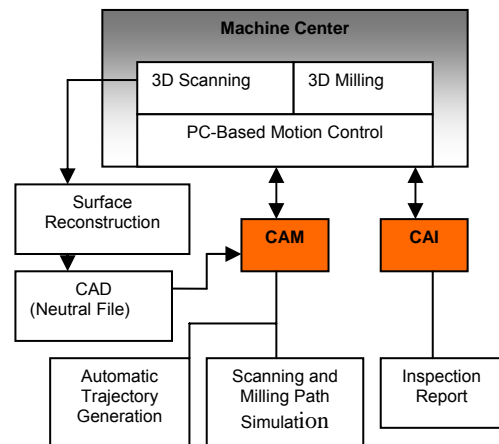 Machine Center
3D Scanning
3D Milling
PC-Based Motion Control
Surface
Reconstruction
CAM
CAI
CAD
(Neutral File)
Automatic
Trajectory
Generation
Scanning and
Milling Path
Simulation
Inspection
Report